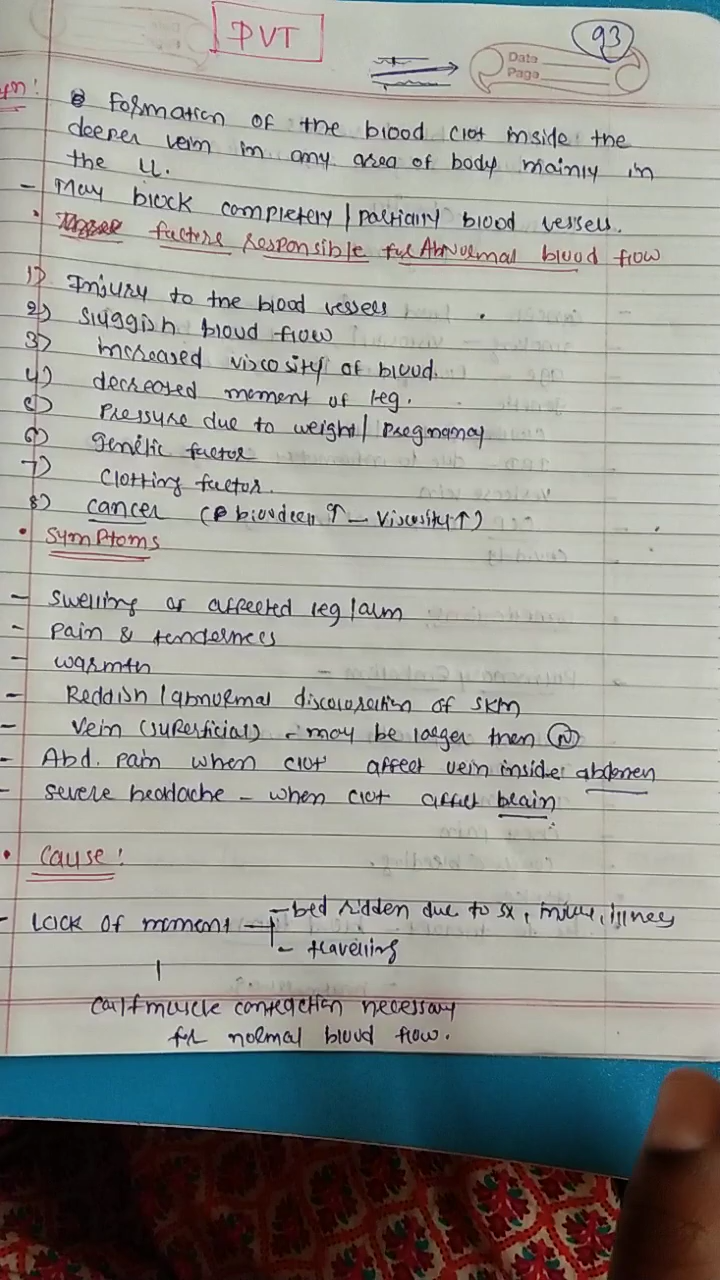 DVT
93
Date
Page
Formation of the blood clot inside the
deeper vein in any area of body mainly in
the LL.
- May block completely / partially blood vessels.
• factors responsible for Abnormal blood flow
1) Injury to the blood vessels
2) Sluggish blood flow
3) increased viscosity of blood.
4) decreased moment of leg.
5) Pressure due to weight / pregnancy
6) genetic factor
7) Clotting factor.
8) cancer ( ↑ - viscosity ↑)
• Symptoms
- Swelling of affected leg / arm
- Pain & tenderness
- warmth
- Reddish / abnormal discolouration of skin
- Vein (superficial) - may be larger then (N)
- Abd. pain when clot affect vein inside abdomen
- severe headache - when clot affect brain
• Cause :
- Lack of moment - bed ridden due to sx, illness
- travelling
calf muscle contraction necessary
for normal blood flow.